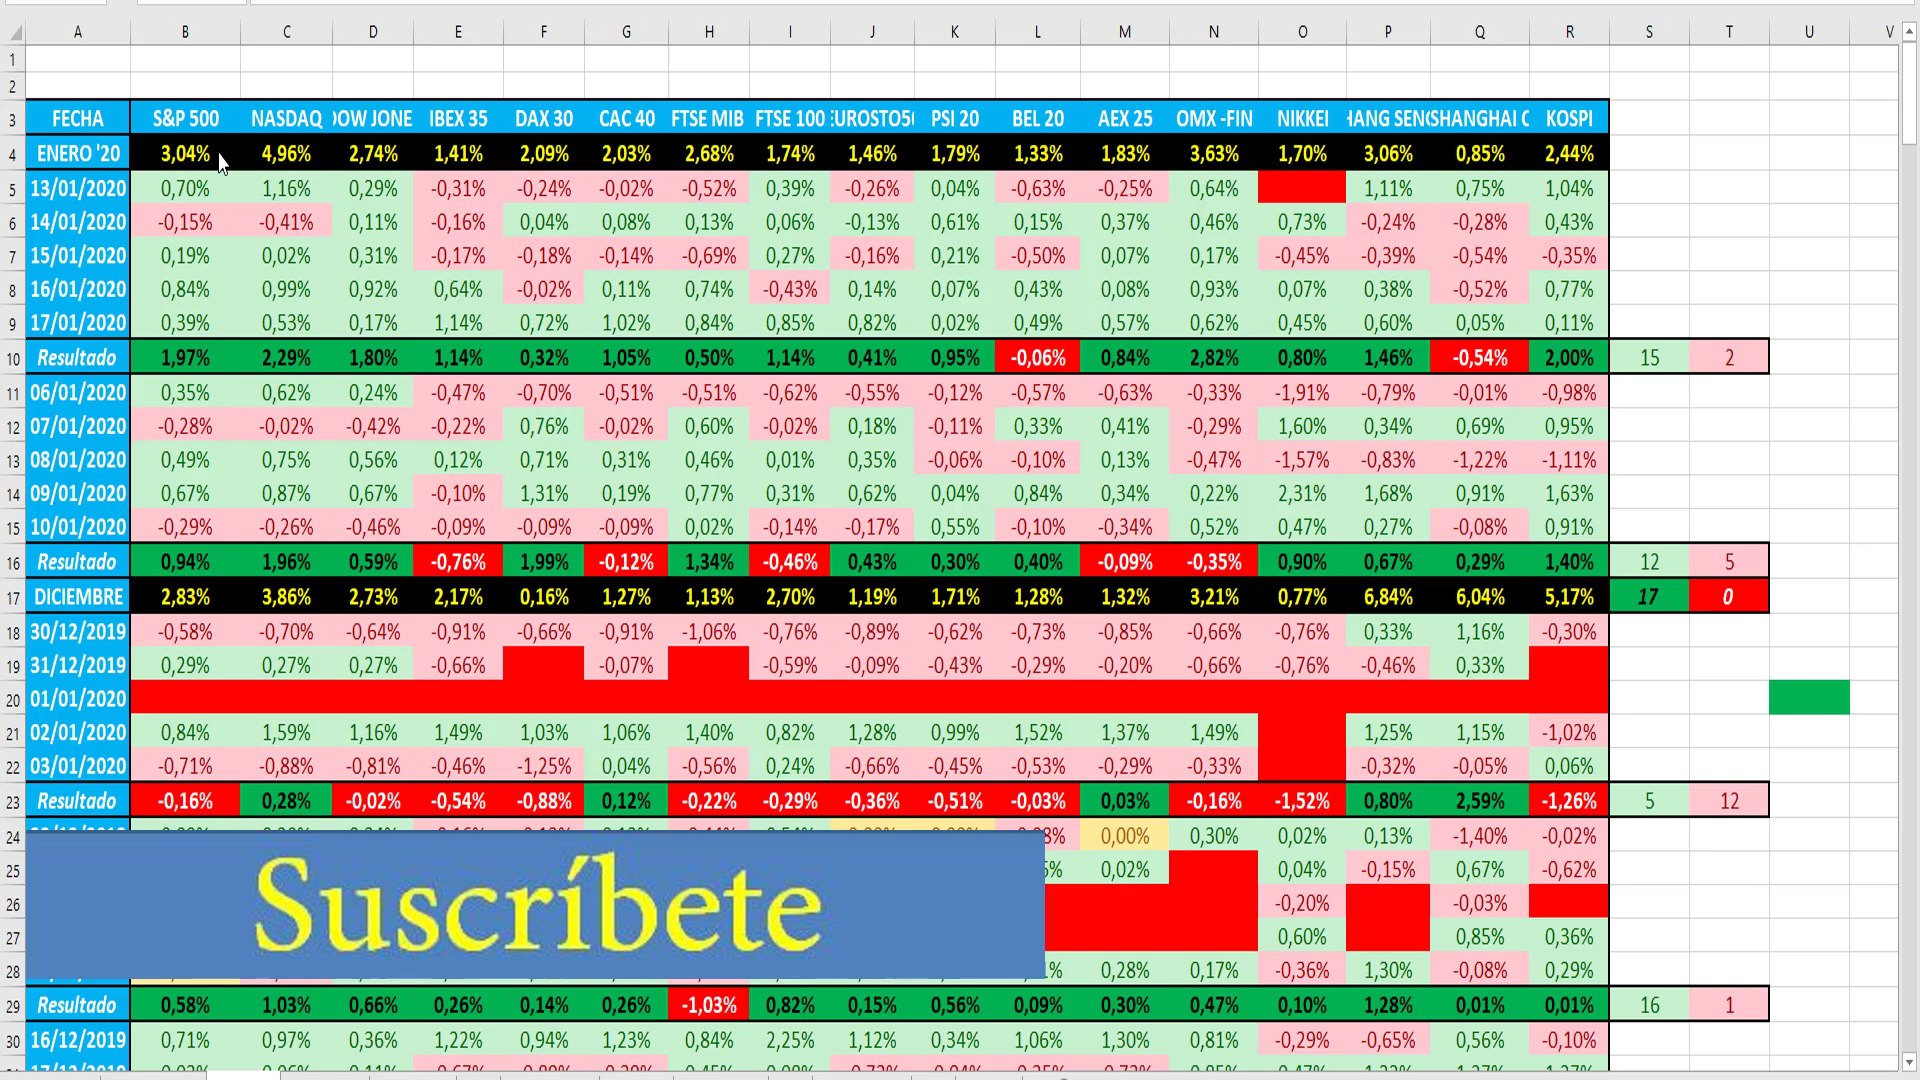 A B C D E F G H I J K L M N O P Q R S T U V
1
2
3 FECHA S&P 500 NASDAQ DOW JONE IBEX 35 DAX 30 CAC 40 FTSE MIB FTSE 100 EUROSTO50 PSI 20 BEL 20 AEX 25 OMX -FIN NIKKEI HANG SENG SHANGHAI C KOSPI
4 ENERO '20 3,04% 4,96% 2,74% 1,41% 2,09% 2,03% 2,68% 1,74% 1,46% 1,79% 1,33% 1,83% 3,63% 1,70% 3,06% 0,85% 2,44%
5 13/01/2020 0,70% 1,16% 0,29% -0,31% -0,24% -0,02% -0,52% 0,39% -0,26% 0,04% -0,63% -0,25% 0,64% 1,11% 0,75% 1,04%
6 14/01/2020 -0,15% -0,41% 0,11% -0,16% 0,04% 0,08% 0,13% 0,06% -0,13% 0,61% 0,15% 0,37% 0,46% 0,73% -0,24% -0,28% 0,43%
7 15/01/2020 0,19% 0,02% 0,31% -0,17% -0,18% -0,14% -0,69% 0,27% -0,16% 0,21% -0,50% 0,07% 0,17% -0,45% -0,39% -0,54% -0,35%
8 16/01/2020 0,84% 0,99% 0,92% 0,64% -0,02% 0,11% 0,74% -0,43% 0,14% 0,07% 0,43% 0,08% 0,93% 0,07% 0,38% -0,52% 0,77%
9 17/01/2020 0,39% 0,53% 0,17% 1,14% 0,72% 1,02% 0,84% 0,85% 0,82% 0,02% 0,49% 0,57% 0,62% 0,45% 0,60% 0,05% 0,11%
10 Resultado 1,97% 2,29% 1,80% 1,14% 0,32% 1,05% 0,50% 1,14% 0,41% 0,95% -0,06% 0,84% 2,82% 0,80% 1,46% -0,54% 2,00% 15 2
11 06/01/2020 0,35% 0,62% 0,24% -0,47% -0,70% -0,51% -0,51% -0,62% -0,55% -0,12% -0,57% -0,63% -0,33% -1,91% -0,79% -0,01% -0,98%
12 07/01/2020 -0,28% -0,02% -0,42% -0,22% 0,76% -0,02% 0,60% -0,02% 0,18% -0,11% 0,33% 0,41% -0,29% 1,60% 0,34% 0,69% 0,95%
13 08/01/2020 0,49% 0,75% 0,56% 0,12% 0,71% 0,31% 0,46% 0,01% 0,35% -0,06% -0,10% 0,13% -0,47% -1,57% -0,83% -1,22% -1,11%
14 09/01/2020 0,67% 0,87% 0,67% -0,10% 1,31% 0,19% 0,77% 0,31% 0,62% 0,04% 0,84% 0,34% 0,22% 2,31% 1,68% 0,91% 1,63%
15 10/01/2020 -0,29% -0,26% -0,46% -0,09% -0,09% -0,09% 0,02% -0,14% -0,17% 0,55% -0,10% -0,34% 0,52% 0,47% 0,27% -0,08% 0,91%
16 Resultado 0,94% 1,96% 0,59% -0,76% 1,99% -0,12% 1,34% -0,46% 0,43% 0,30% 0,40% -0,09% -0,35% 0,90% 0,67% 0,29% 1,40% 12 5
17 DICIEMBRE 2,83% 3,86% 2,73% 2,17% 0,16% 1,27% 1,13% 2,70% 1,19% 1,71% 1,28% 1,32% 3,21% 0,77% 6,84% 6,04% 5,17% 17 0
18 30/12/2019 -0,58% -0,70% -0,64% -0,91% -0,66% -0,91% -1,06% -0,76% -0,89% -0,62% -0,73% -0,85% -0,66% -0,76% 0,33% 1,16% -0,30%
19 31/12/2019 0,29% 0,27% 0,27% -0,66% -0,07% -0,59% -0,09% -0,43% -0,29% -0,20% -0,66% -0,76% -0,46% 0,33%
20 01/01/2020
21 02/01/2020 0,84% 1,59% 1,16% 1,49% 1,03% 1,06% 1,40% 0,82% 1,28% 0,99% 1,52% 1,37% 1,49% 1,25% 1,15% -1,02%
22 03/01/2020 -0,71% -0,88% -0,81% -0,46% -1,25% 0,04% -0,56% 0,24% -0,66% -0,45% -0,53% -0,29% -0,33% -0,32% -0,05% 0,06%
23 Resultado -0,16% 0,28% -0,02% -0,54% -0,88% 0,12% -0,22% -0,29% -0,36% -0,51% -0,03% 0,03% -0,16% -1,52% 0,80% 2,59% -1,26% 5 12
24 0,00% 0,30% 0,02% 0,13% -1,40% -0,02%
25 0,02% 0,04% -0,15% 0,67% -0,62%
26 -0,20% -0,03%
27 0,60% 0,85% 0,36%
28 0,28% 0,17% -0,36% 1,30% -0,08% 0,29%
Suscríbete
29 Resultado 0,58% 1,03% 0,66% 0,26% 0,14% 0,26% -1,03% 0,82% 0,15% 0,56% 0,09% 0,30% 0,47% 0,10% 1,28% 0,01% 0,01% 16 1
30 16/12/2019 0,71% 0,97% 0,36% 1,22% 0,94% 1,23% 0,84% 2,25% 1,12% 0,34% 1,06% 1,30% 0,81% -0,29% -0,65% 0,56% -0,10%